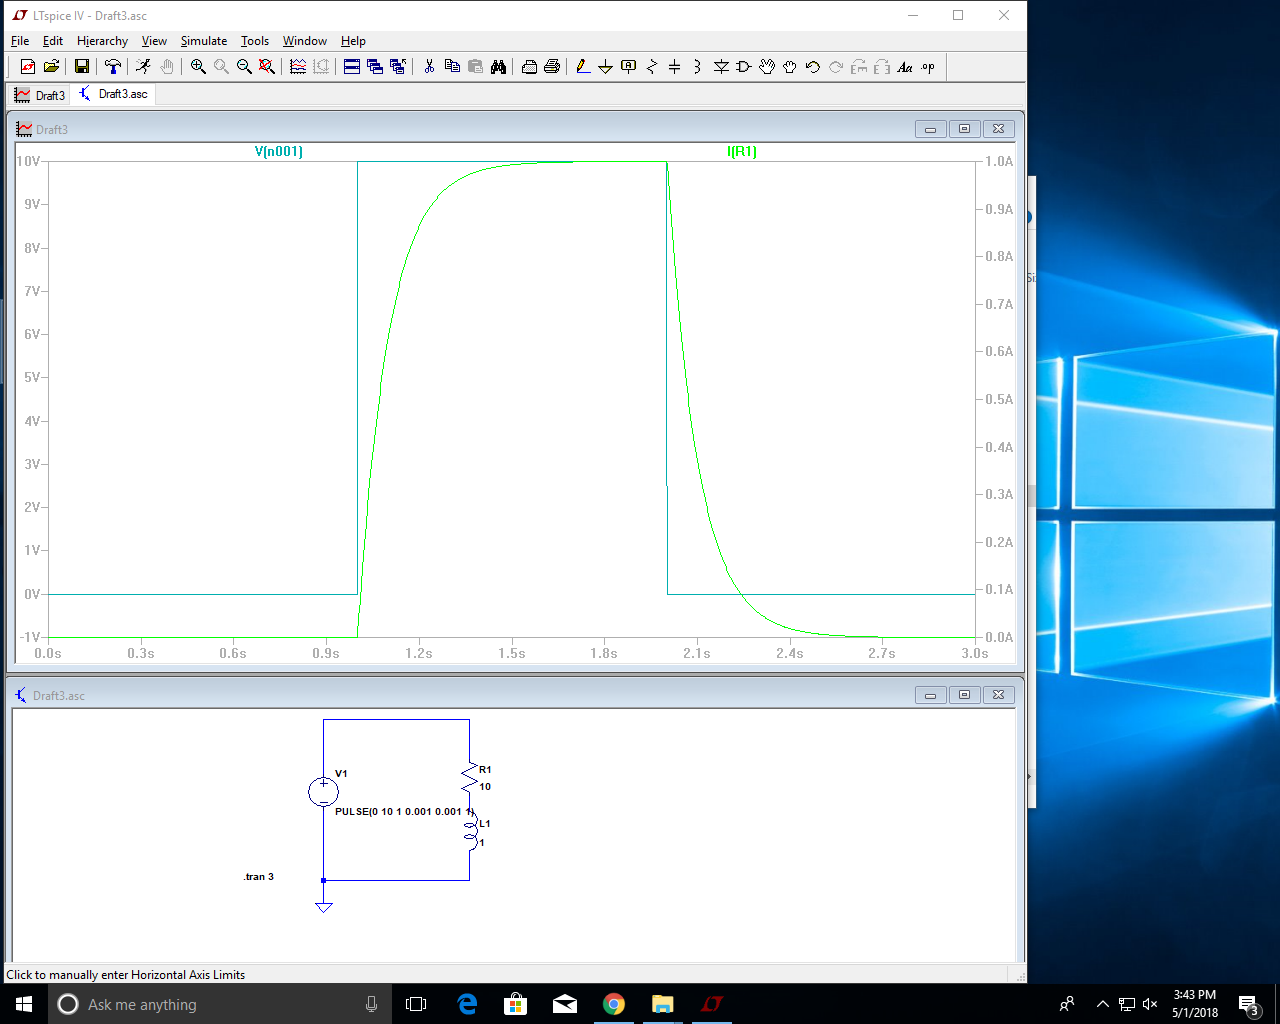 LTspice IV - Draft3.asc
File Edit Hierarchy View Simulate Tools Window Help
Aa .op
Draft3 Draft3.asc
Draft3
V(n001) I(R1)
10V 1.0A
9V 0.9A
8V 0.8A
7V 0.7A
6V 0.6A
5V 0.5A
4V 0.4A
3V 0.3A
2V 0.2A
1V 0.1A
0V
-1V 0.0A
0.0s 0.3s 0.6s 0.9s 1.2s 1.5s 1.8s 2.1s 2.4s 2.7s 3.0s
Draft3.asc
V1
R1
10
PULSE(0 10 1 0.001 0.001 1)
L1
1
.tran 3
Click to manually enter Horizontal Axis Limits
Ask me anything
3:43 PM
5/1/2018
3